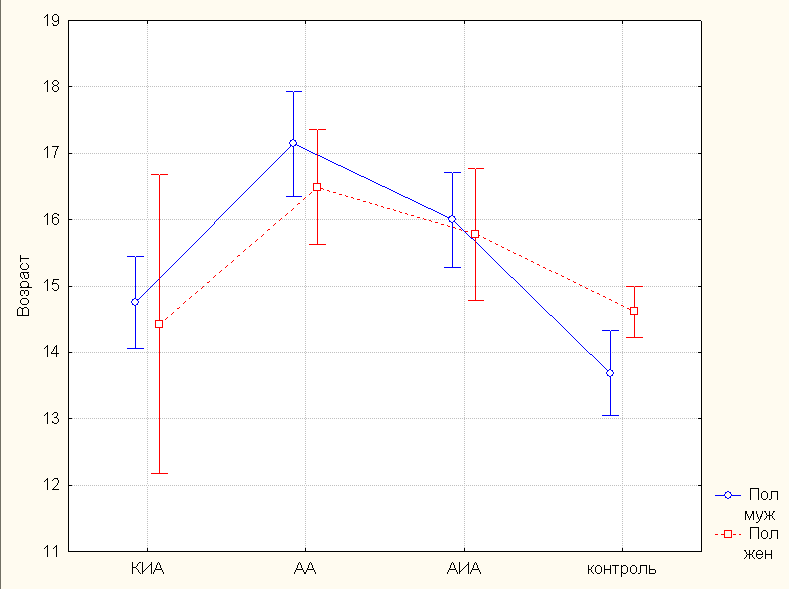 19
18
17
16
15
14
13
12
11
Возраст
КИА
АА
АИА
контроль
Пол
муж
Пол
жен